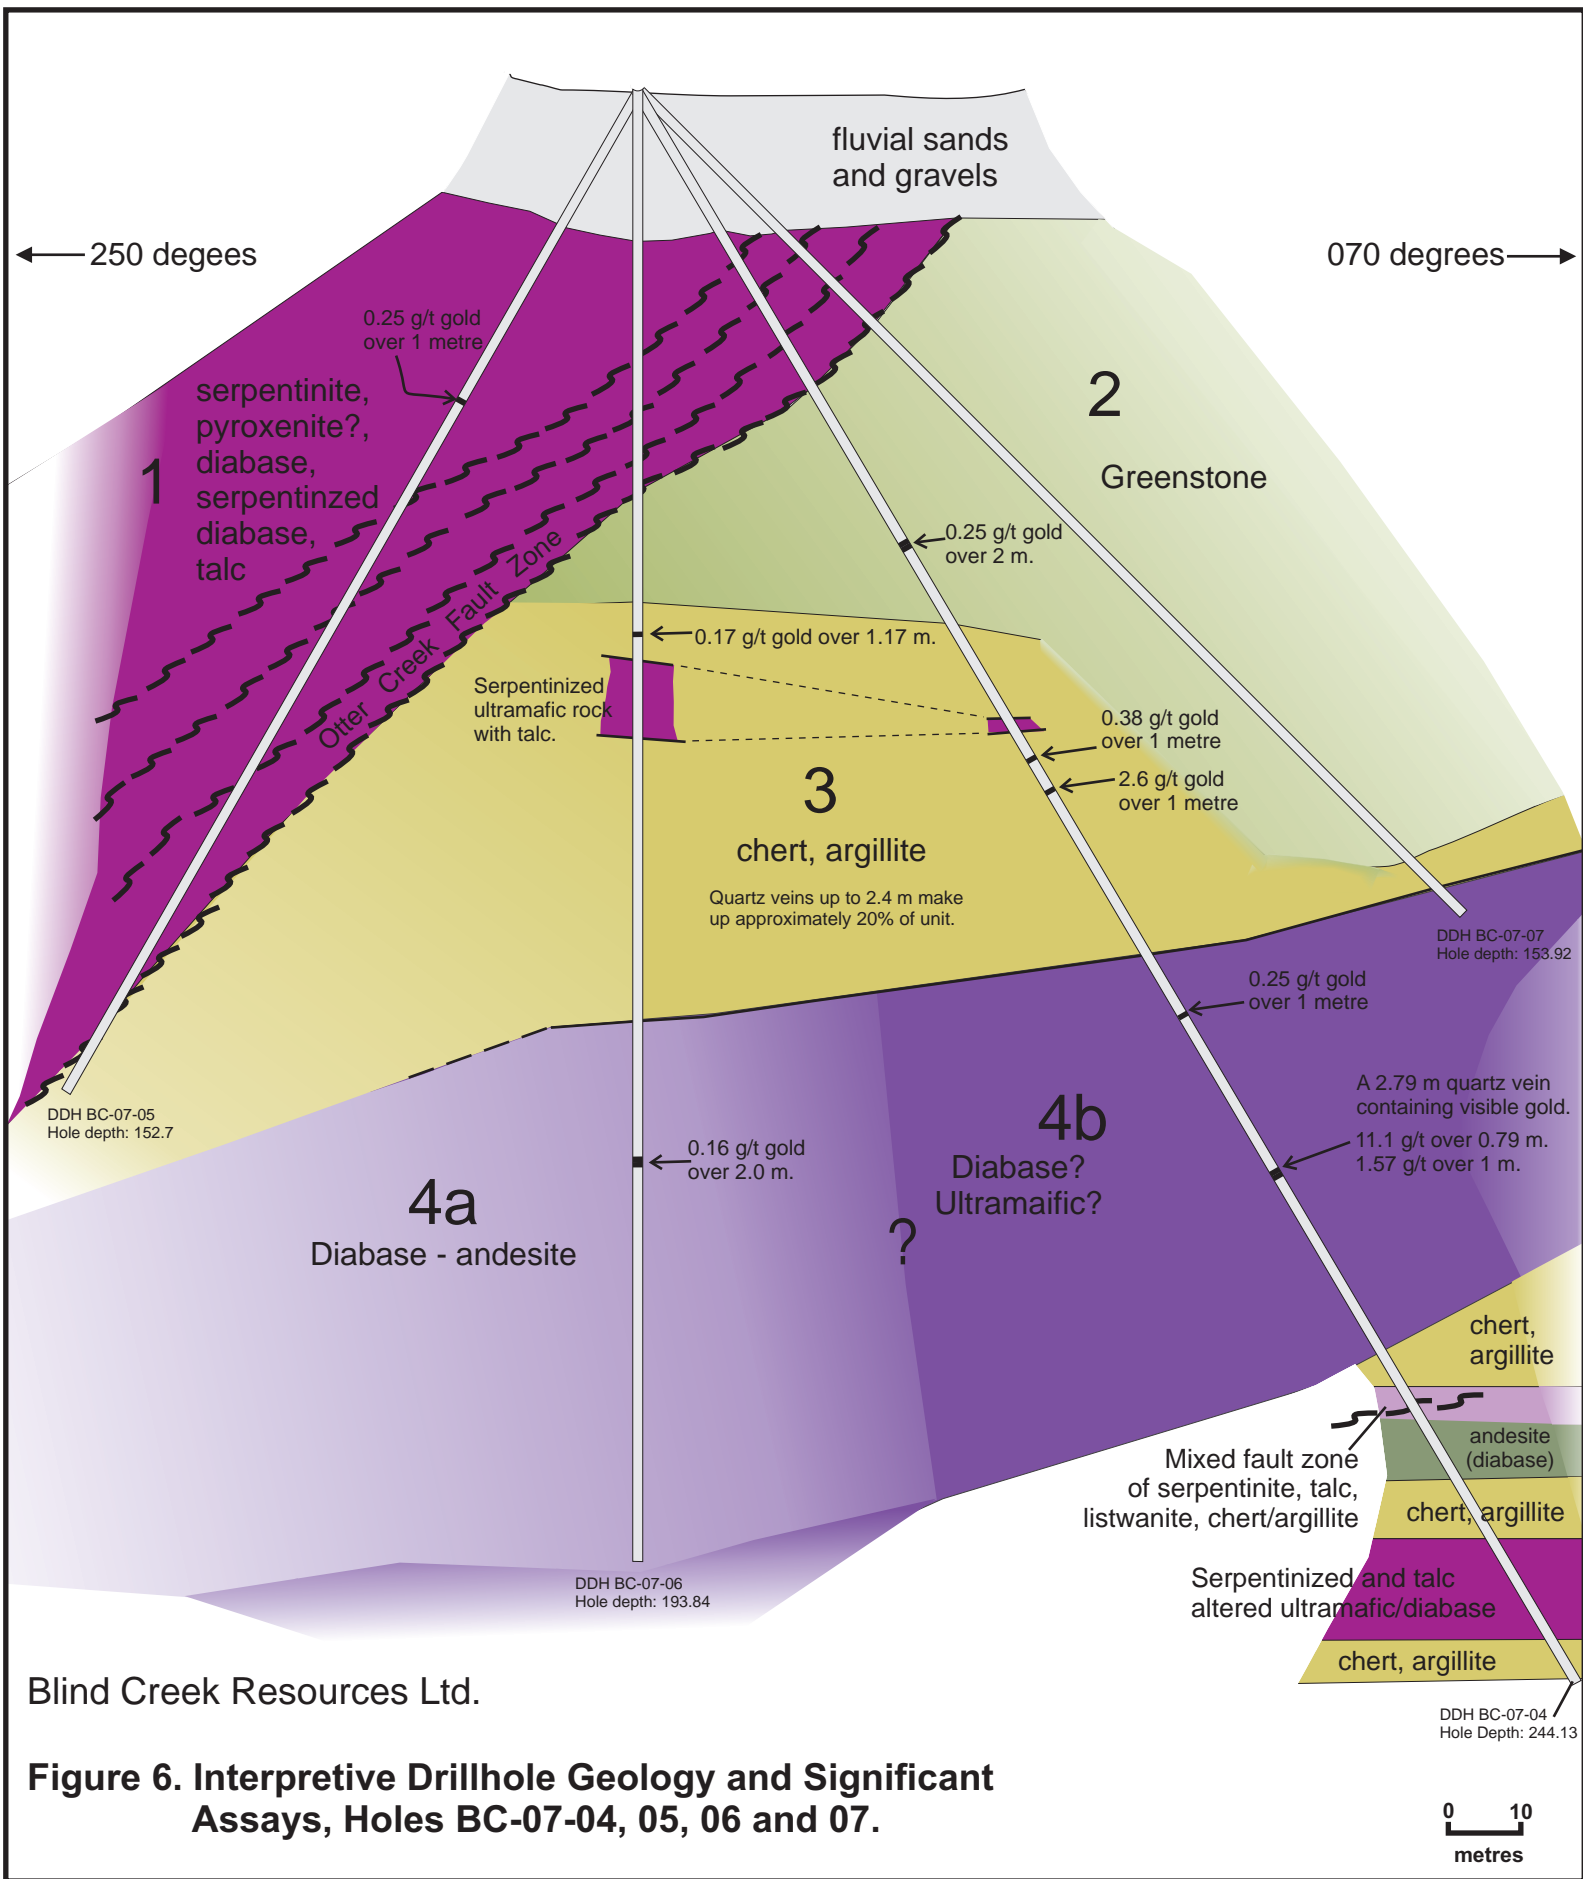 fluvial sands
and gravels
250 degees
070 degrees
0.25 g/t gold
over 1 metre
1
serpentinite,
pyroxenite?,
diabase,
serpentinzed
diabase,
talc
2
Greenstone
Otter Creek Fault Zone
0.25 g/t gold
over 2 m.
0.17 g/t gold over 1.17 m.
Serpentinized
ultramafic rock
with talc.
0.38 g/t gold
over 1 metre
2.6 g/t gold
over 1 metre
3
chert, argillite
Quartz veins up to 2.4 m make
up approximately 20% of unit.
DDH BC-07-07
Hole depth: 153.92
0.25 g/t gold
over 1 metre
DDH BC-07-05
Hole depth: 152.7
A 2.79 m quartz vein
containing visible gold.
11.1 g/t over 0.79 m.
1.57 g/t over 1 m.
0.16 g/t gold
over 2.0 m.
4a
Diabase - andesite
4b
Diabase?
Ultramaific?
?
chert,
argillite
andesite
(diabase)
Mixed fault zone
of serpentinite, talc,
listwanite, chert/argillite
chert, argillite
Serpentinized and talc
altered ultramafic/diabase
chert, argillite
DDH BC-07-06
Hole depth: 193.84
DDH BC-07-04
Hole Depth: 244.13
Blind Creek Resources Ltd.
Figure 6. Interpretive Drillhole Geology and Significant
Assays, Holes BC-07-04, 05, 06 and 07.
0 10
metres